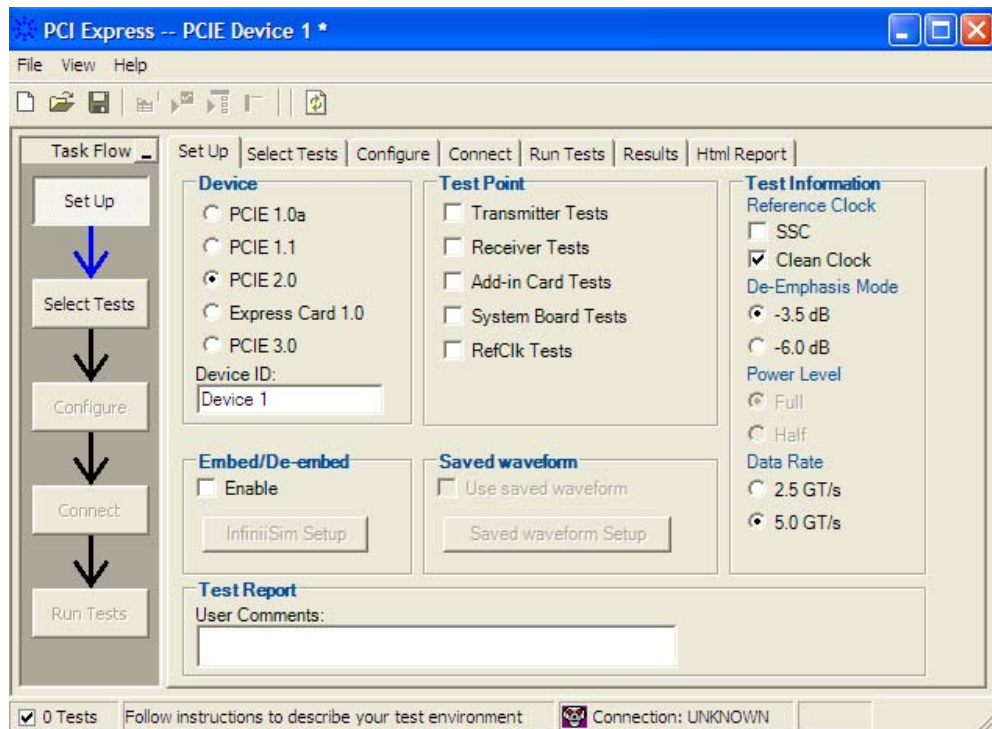 PCI Express -- PCIE Device 1 *
File View Help
Task Flow
Set Up
Select Tests
Configure
Connect
Run Tests
Set Up Select Tests Configure Connect Run Tests Results Html Report
Device
PCIE 1.0a
PCIE 1.1
PCIE 2.0
Express Card 1.0
PCIE 3.0
Device ID:
Device 1
Test Point
Transmitter Tests
Receiver Tests
Add-in Card Tests
System Board Tests
RefClk Tests
Test Information
Reference Clock
SSC
Clean Clock
De-Emphasis Mode
-3.5 dB
-6.0 dB
Power Level
Full
Half
Data Rate
2.5 GT/s
5.0 GT/s
Embed/De-embed
Enable
InfiniiSim Setup
Saved waveform
Use saved waveform
Saved waveform Setup
Test Report
User Comments:
0 Tests Follow instructions to describe your test environment Connection: UNKNOWN